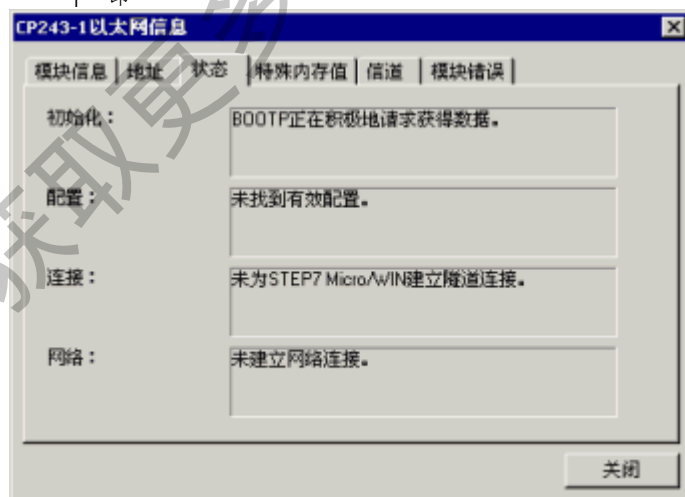 CP243-1以太网信息
模块信息 地址 状态 特殊内存值 信道 模块错误
初始化： BOOTP正在积极地请求获得数据。
配置： 未找到有效配置。
连接： 未为STEP7 Micro/WIN建立隧道连接。
网络： 未建立网络连接。
关闭
获取更多